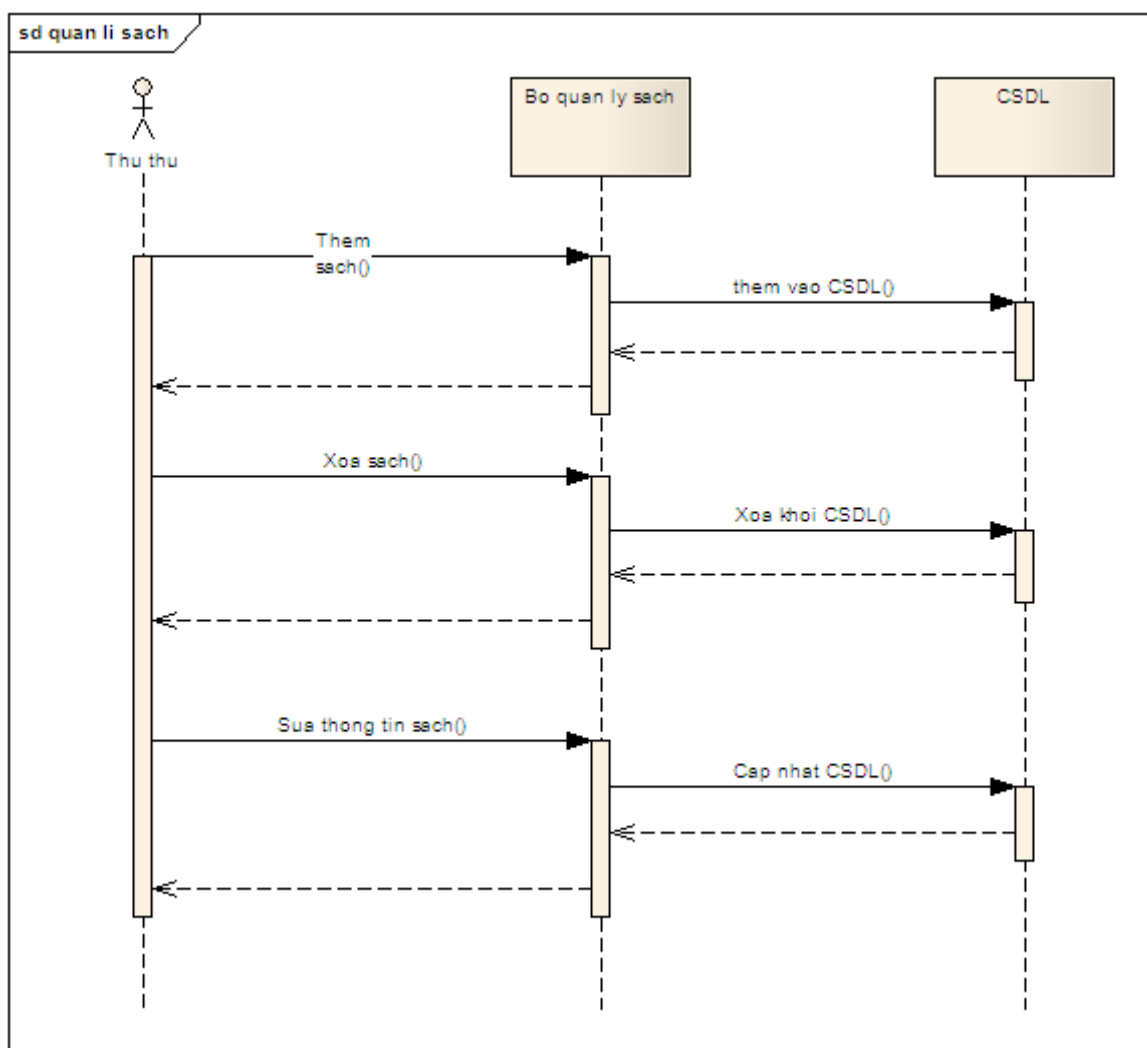 sd quan li sach
Thu thu
Bo quan ly sach
CSDL
Them
sach()
them vao CSDL()
Xoa sach()
Xoa khoi CSDL()
Sua thong tin sach()
Cap nhat CSDL()